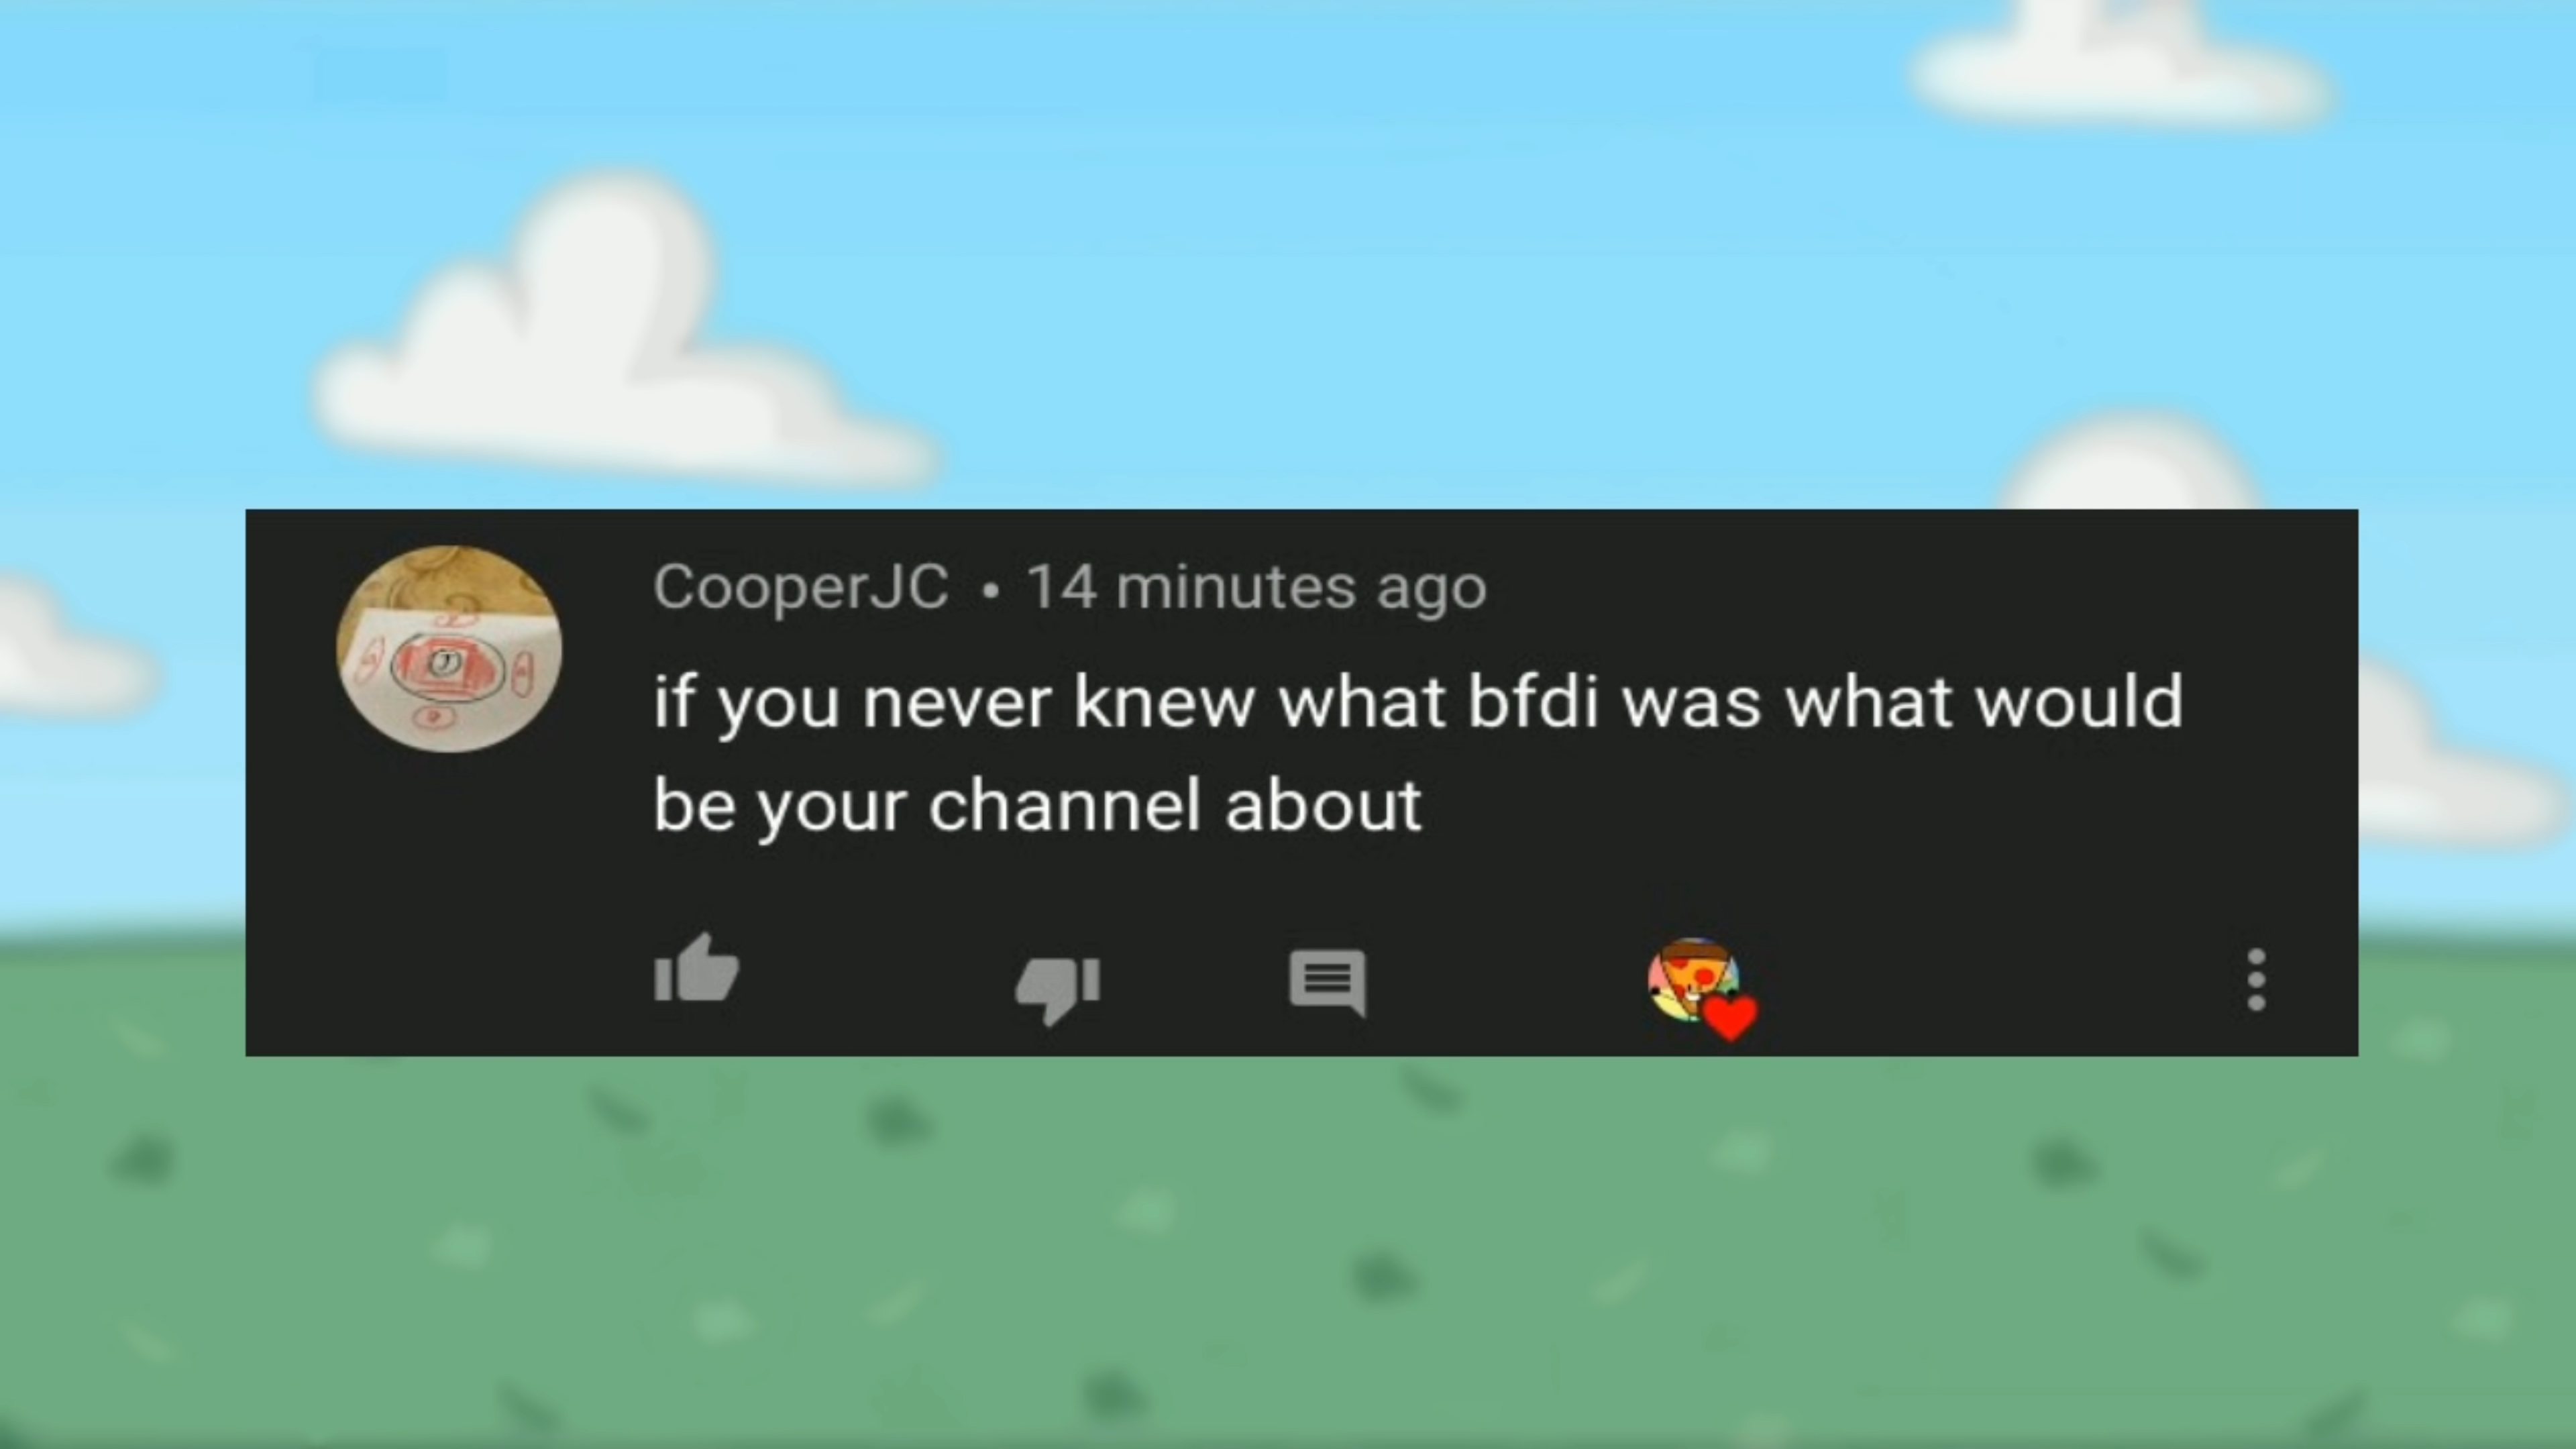 CooperJC • 14 minutes ago
if you never knew what bfdi was what would
be your channel about